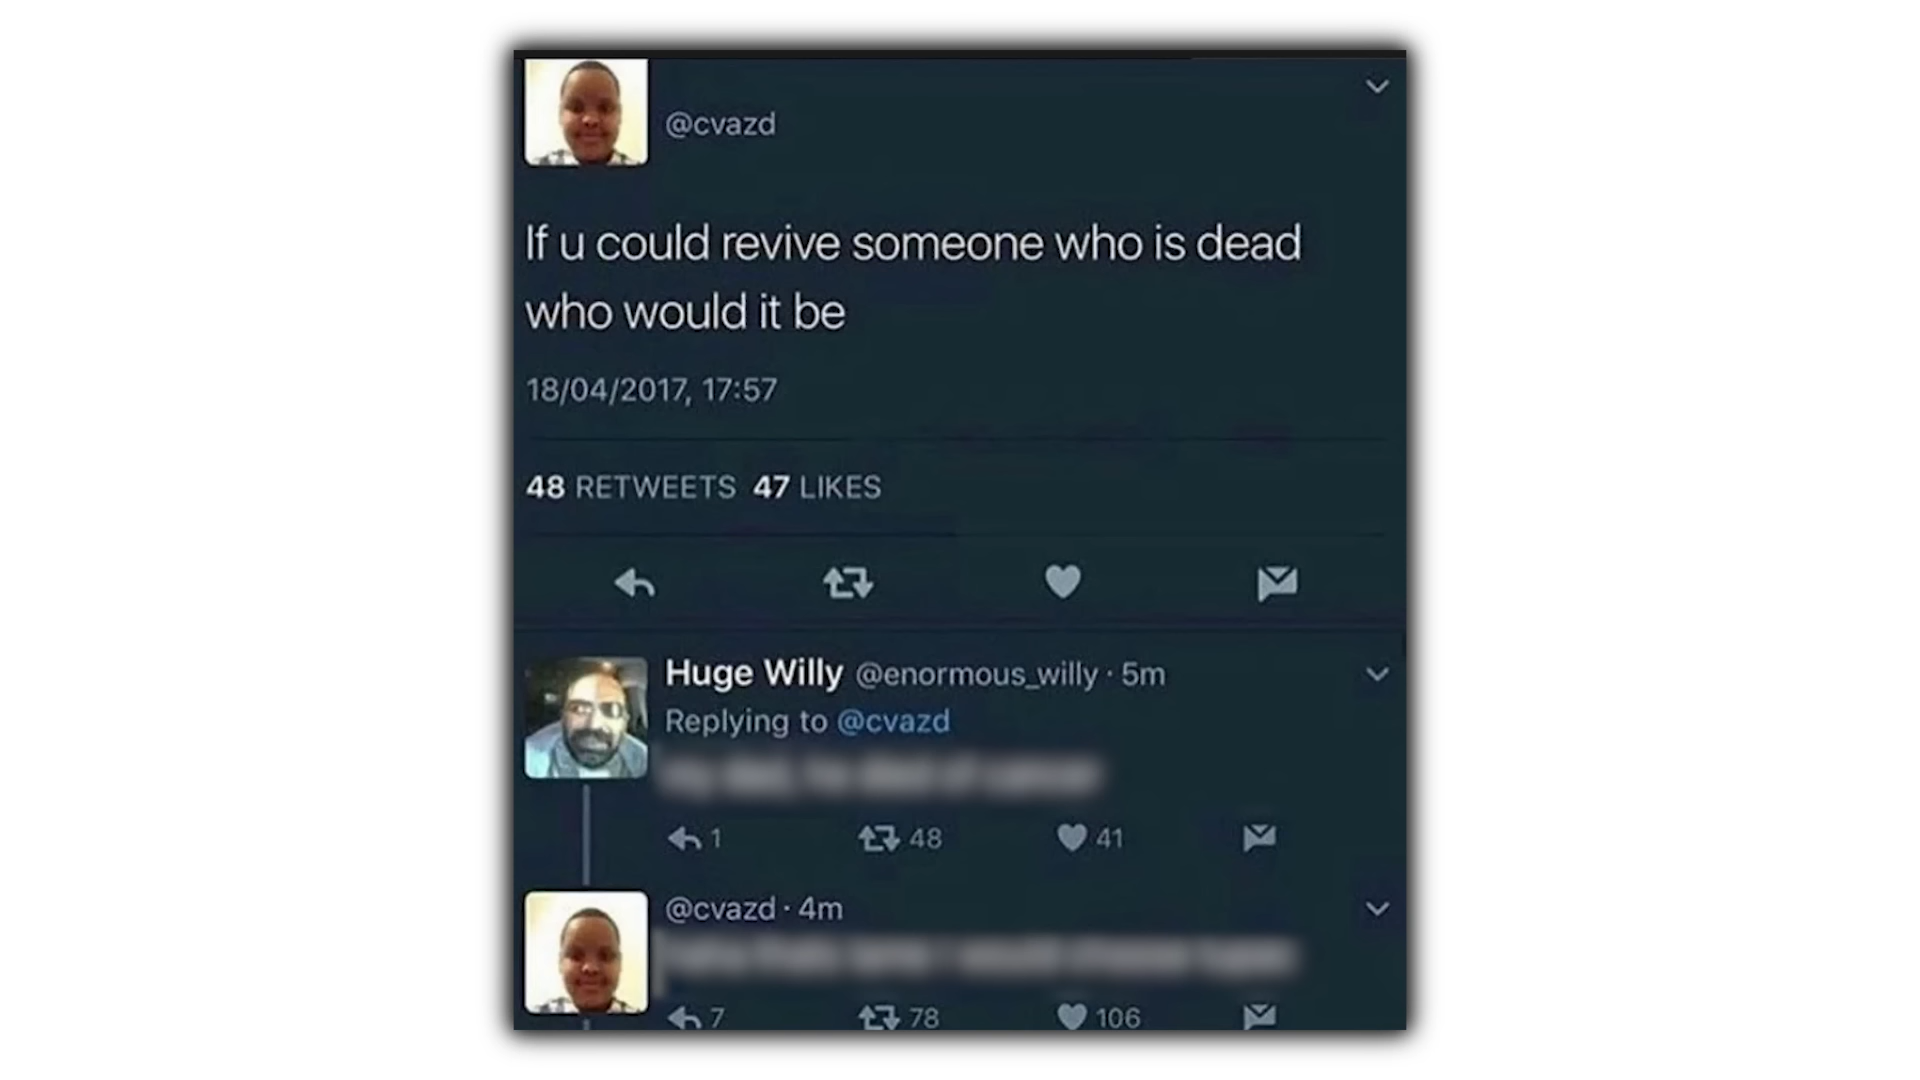 @cvazd
If u could revive someone who is dead
who would it be
18/04/2017, 17:57
48 RETWEETS 47 LIKES
Huge Willy @enormous_willy · 5m
Replying to @cvazd
1 48 41
@cvazd · 4m
7 78 106